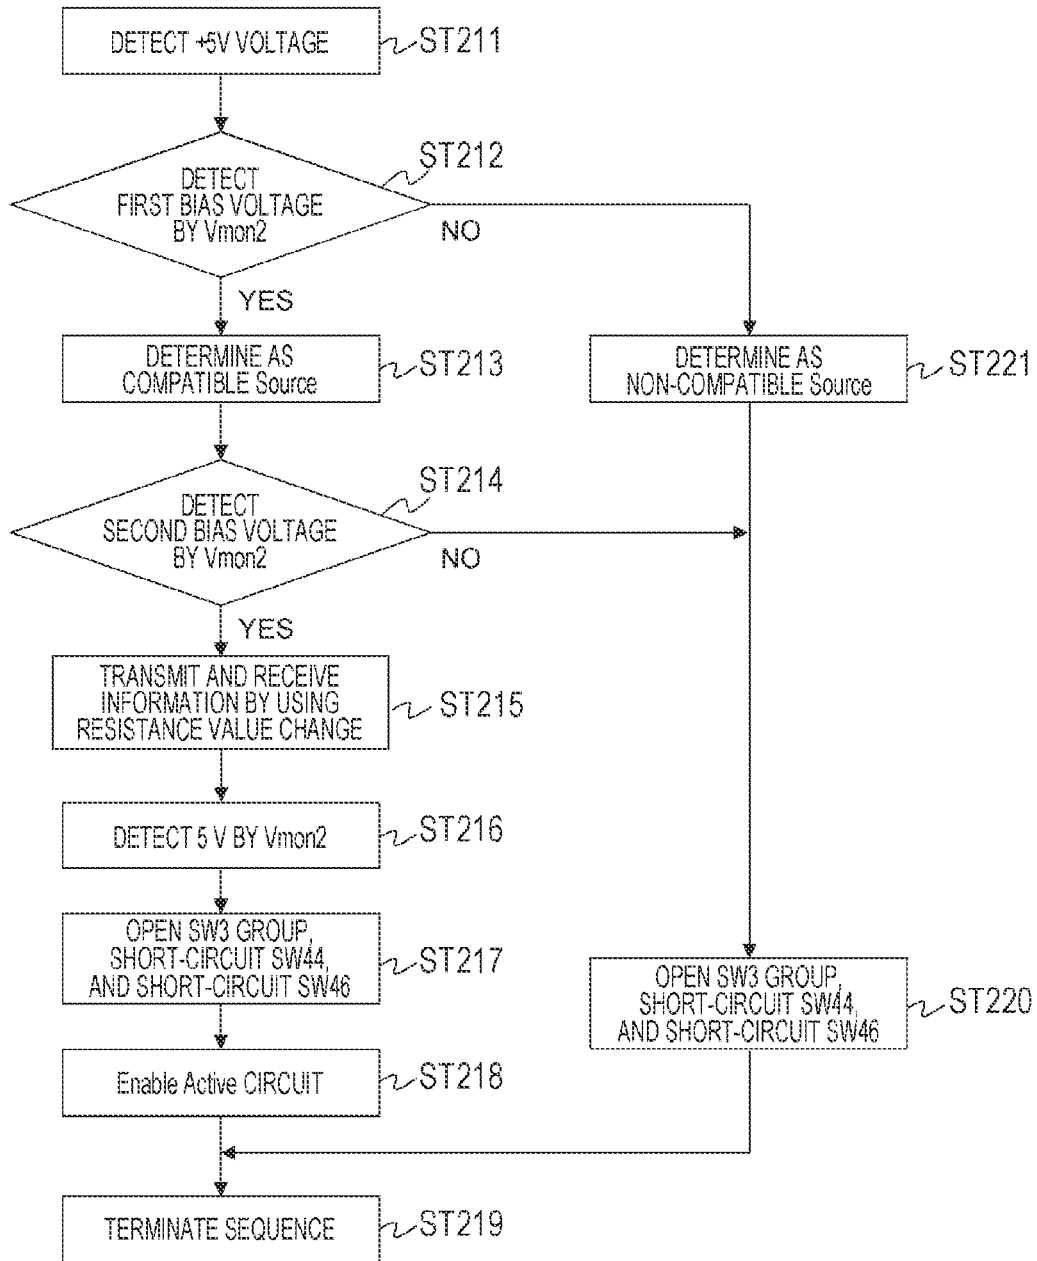 DETECT +5V VOLTAGE
ST211
DETECT
FIRST BIAS VOLTAGE
BY Vmon2
ST212
NO
YES
DETERMINE AS
COMPATIBLE Source
ST213
DETERMINE AS
NON-COMPATIBLE Source
ST221
DETECT
SECOND BIAS VOLTAGE
BY Vmon2
ST214
NO
YES
TRANSMIT AND RECEIVE
INFORMATION BY USING
RESISTANCE VALUE CHANGE
ST215
DETECT 5 V BY Vmon2
ST216
OPEN SW3 GROUP,
SHORT-CIRCUIT SW44,
AND SHORT-CIRCUIT SW46
ST217
OPEN SW3 GROUP,
SHORT-CIRCUIT SW44,
AND SHORT-CIRCUIT SW46
ST220
Enable Active CIRCUIT
ST218
TERMINATE SEQUENCE
ST219